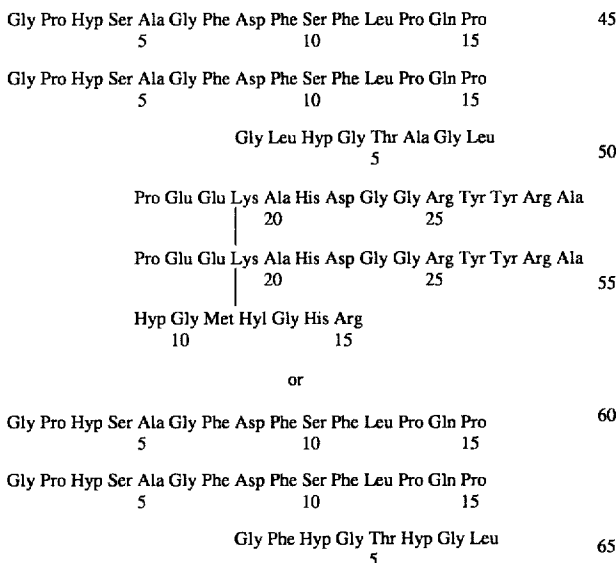 Gly Pro Hyp Ser Ala Gly Phe Asp Phe Ser Phe Leu Pro Gln Pro 45
5 10 15
Gly Pro Hyp Ser Ala Gly Phe Asp Phe Ser Phe Leu Pro Gln Pro
5 10 15
Gly Leu Hyp Gly Thr Ala Gly Leu 50
5
Pro Glu Glu Lys Ala His Asp Gly Gly Arg Tyr Tyr Arg Ala
20 25
Pro Glu Glu Lys Ala His Asp Gly Gly Arg Tyr Tyr Arg Ala
20 25 55
Hyp Gly Met Hyl Gly His Arg
10 15
or
Gly Pro Hyp Ser Ala Gly Phe Asp Phe Ser Phe Leu Pro Gln Pro 60
5 10 15
Gly Pro Hyp Ser Ala Gly Phe Asp Phe Ser Phe Leu Pro Gln Pro
5 10 15
Gly Phe Hyp Gly Thr Hyp Gly Leu 65
5